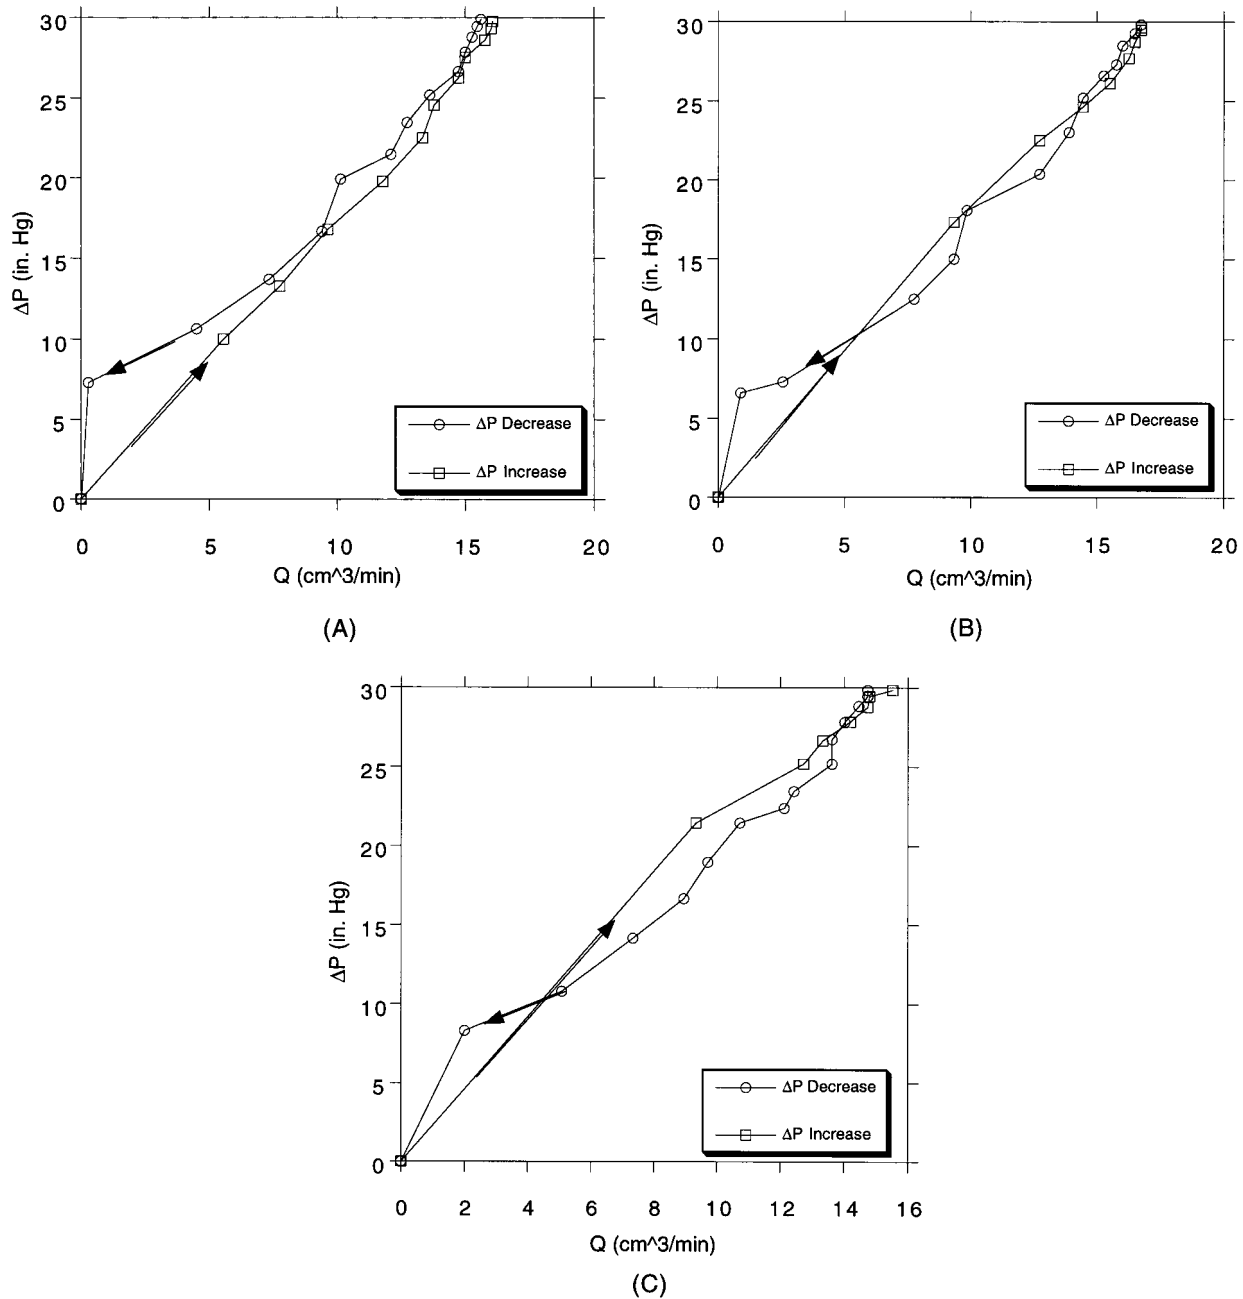 30
25
20
15
10
5
0
ΔP (in. Hg)
ΔP Decrease
ΔP Increase
0 5 10 15 20
Q (cm^3/min)
(A)
30
25
20
15
10
5
0
ΔP (in. Hg)
ΔP Decrease
ΔP Increase
0 5 10 15 20
Q (cm^3/min)
(B)
30
25
20
15
10
5
0
ΔP (in. Hg)
ΔP Decrease
ΔP Increase
0 2 4 6 8 10 12 14 16
Q (cm^3/min)
(C)